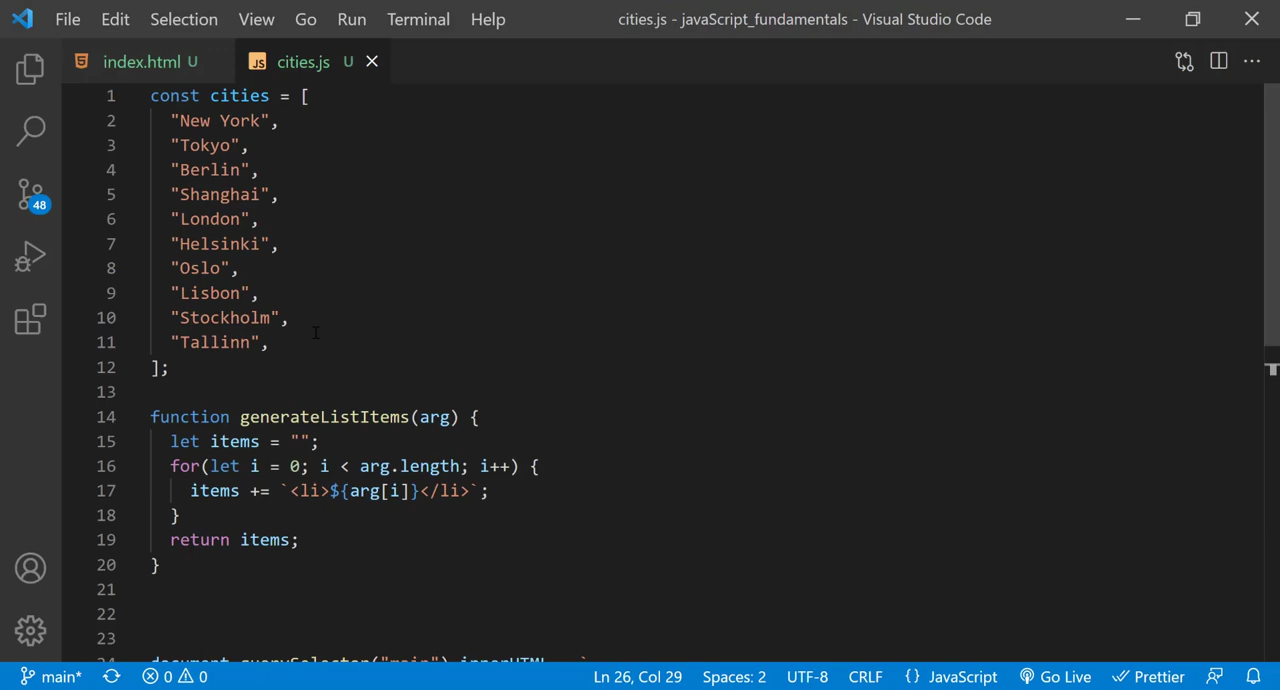 File Edit Selection View Go Run Terminal Help cities.js - javaScript_fundamentals - Visual Studio Code
index.html U JS cities.js U
1 const cities = [
2 "New York",
3 "Tokyo",
4 "Berlin",
5 "Shanghai",
6 "London",
7 "Helsinki",
8 "Oslo",
9 "Lisbon",
10 "Stockholm",
11 "Tallinn",
12 ];
13
14 function generateListItems(arg) {
15 let items = "";
16 for(let i = 0; i < arg.length; i++) {
17 items += `<li>${arg[i]}</li>`;
18 }
19 return items;
20 }
21
22
23
24 document.querySelector("main").innerHTML = `
48
main* 0 0 Ln 26, Col 29 Spaces: 2 UTF-8 CRLF {} JavaScript Go Live Prettier